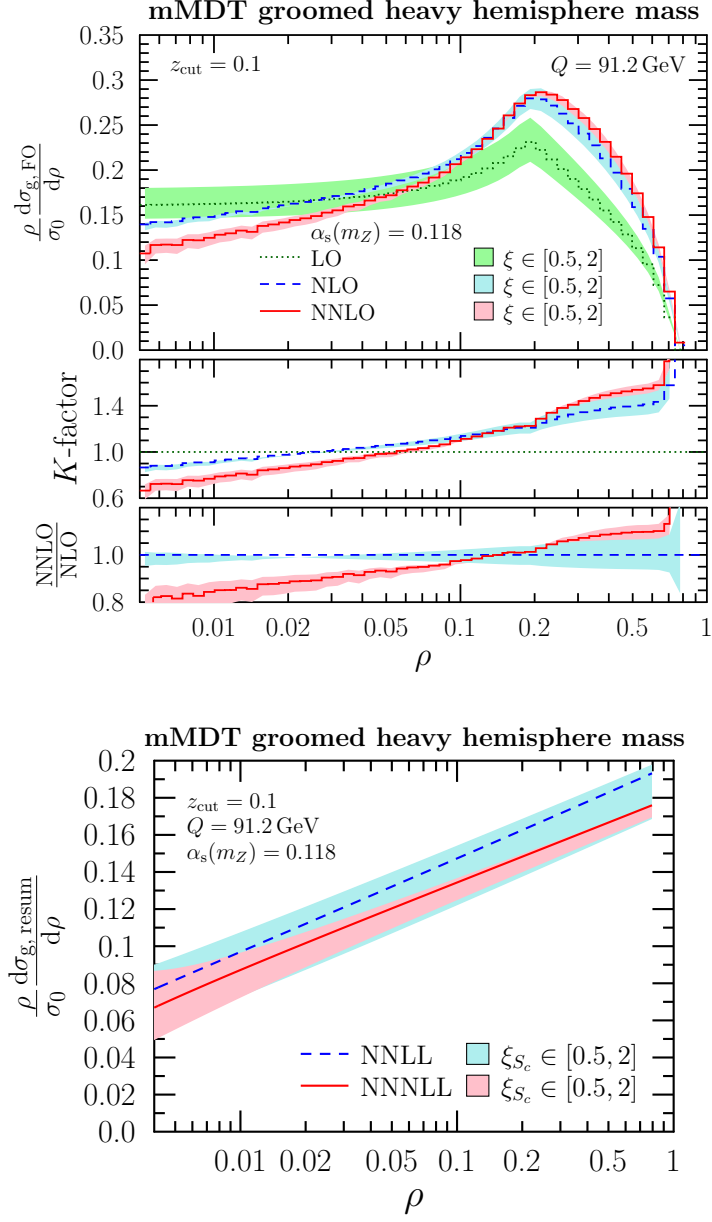 mMDT groomed heavy hemisphere mass
z_cut = 0.1
Q = 91.2 GeV
ρ/σ₀ dσ_g, FO/dρ
0.35
0.3
0.25
0.2
0.15
0.1
0.05
0.0
α_s(m_Z) = 0.118
LO ξ ∈ [0.5, 2]
NLO ξ ∈ [0.5, 2]
NNLO ξ ∈ [0.5, 2]
K-factor
1.4
1.0
0.6
NNLO/NLO
1.0
0.8
0.01 0.02 0.05 0.1 0.2 0.5 1
ρ
mMDT groomed heavy hemisphere mass
z_cut = 0.1
Q = 91.2 GeV
α_s(m_Z) = 0.118
ρ/σ₀ dσ_g, resum/dρ
0.2
0.18
0.16
0.14
0.12
0.1
0.08
0.06
0.04
0.02
0.0
NNLL ξ_{S_c} ∈ [0.5, 2]
NNNLL ξ_{S_c} ∈ [0.5, 2]
0.01 0.02 0.05 0.1 0.2 0.5 1
ρ